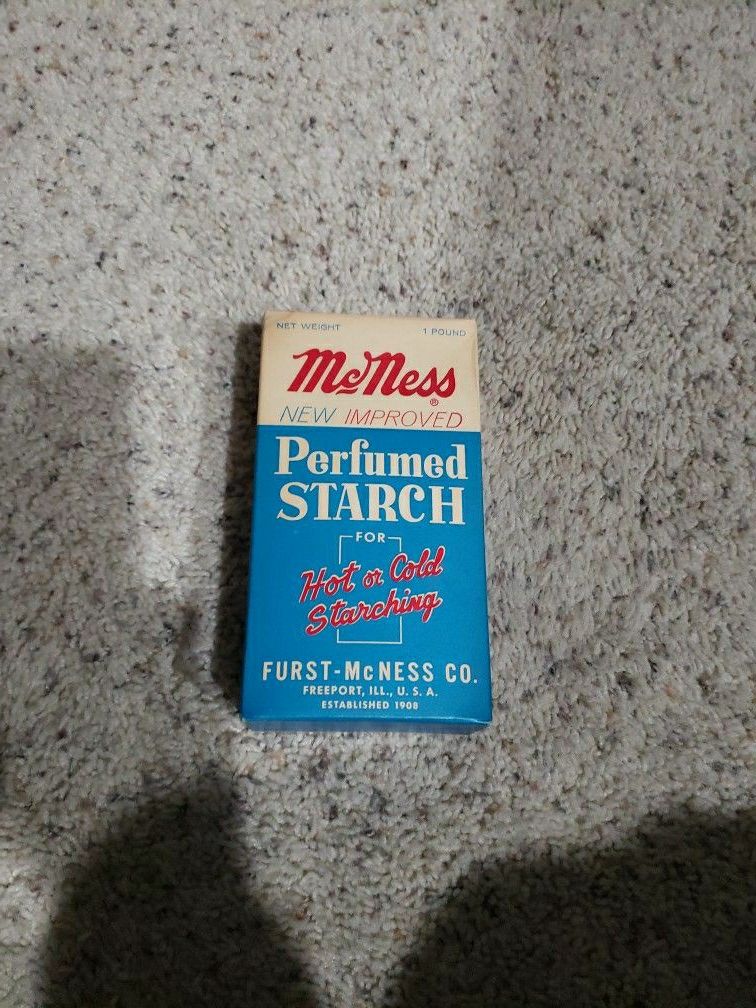 NET WEIGHT 1 POUND
McNess®
NEW IMPROVED
Perfumed
STARCH
FOR
Hot or Cold
Starching
FURST-McNESS CO.
FREEPORT, ILL., U. S. A.
ESTABLISHED 1908